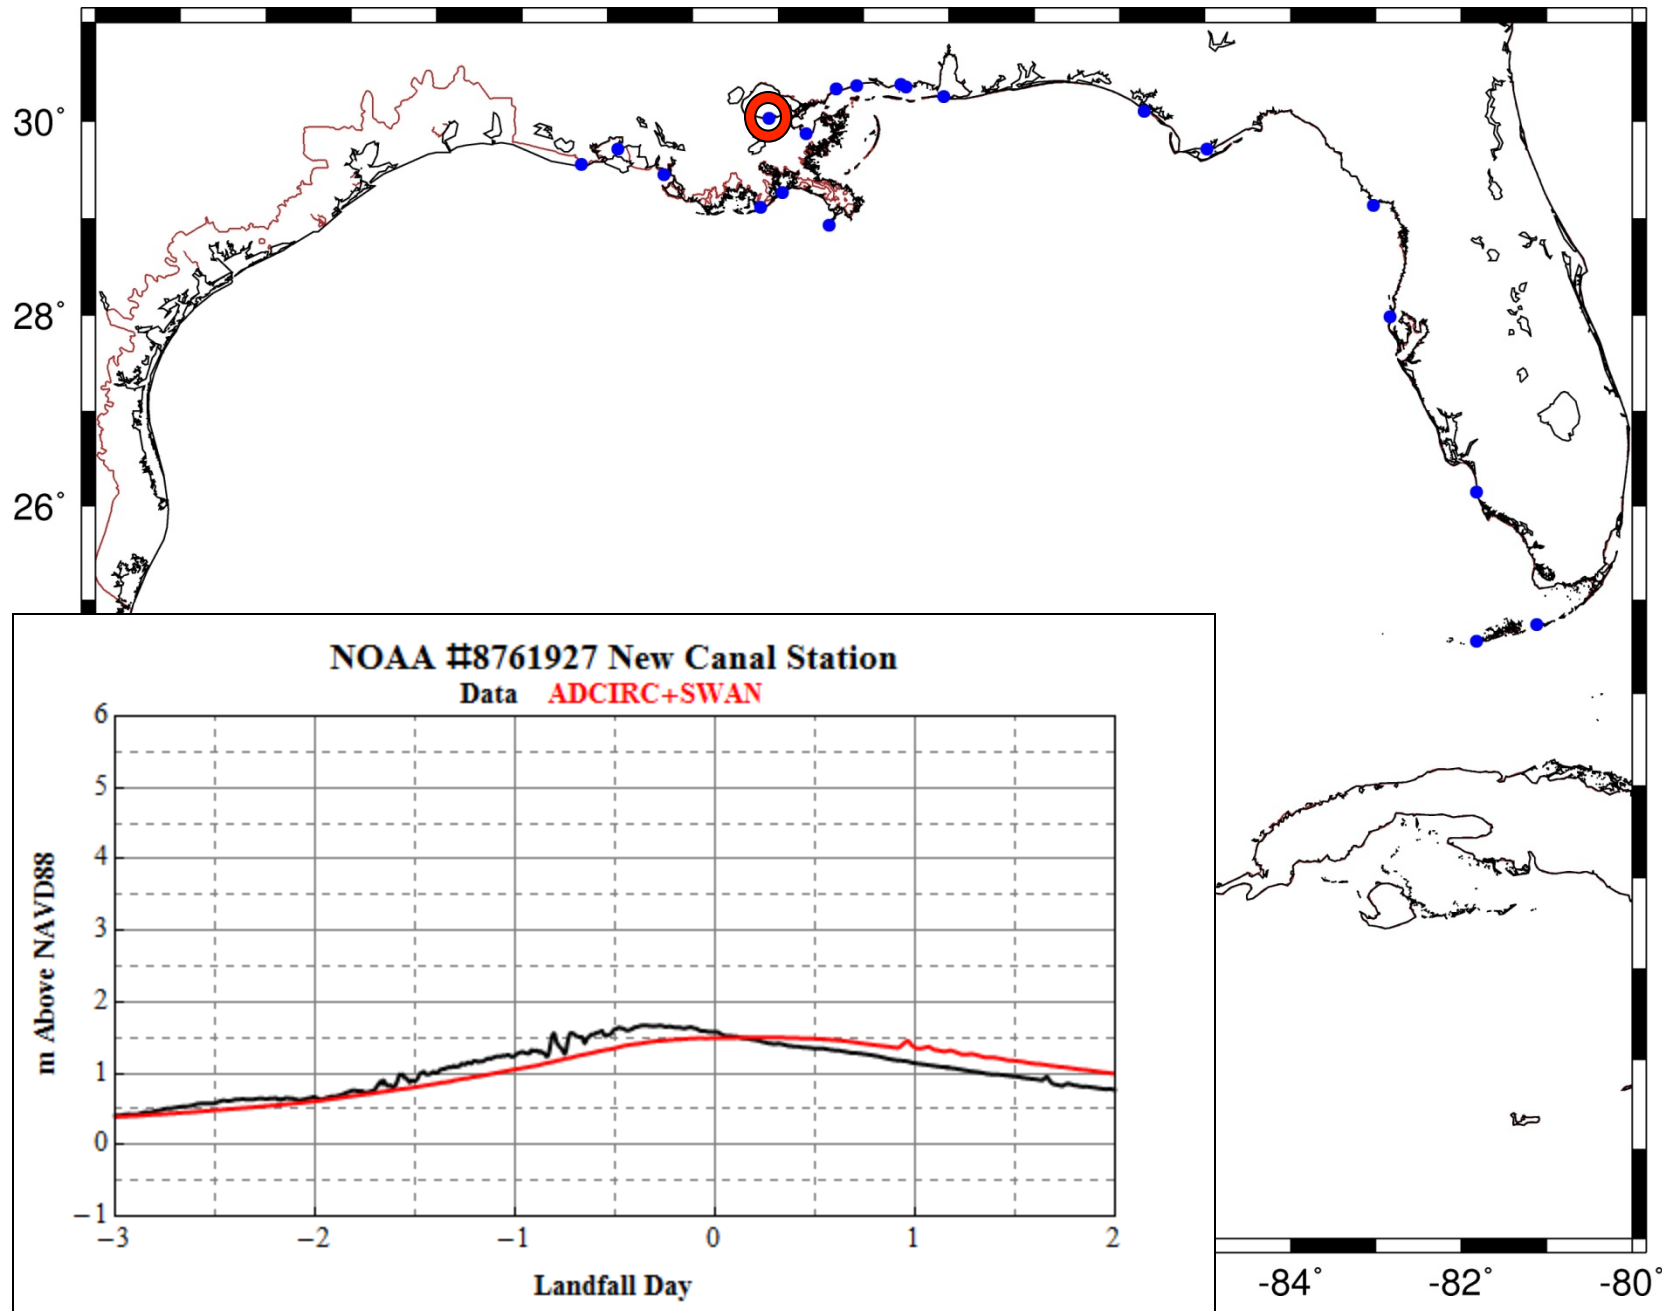 30°
28°
26°
NOAA #8761927 New Canal Station
Data ADCIRC+SWAN
6
5
4
3
2
1
0
−1
m Above NAVD88
−3 −2 −1 0 1 2
Landfall Day
-84° -82° -80°